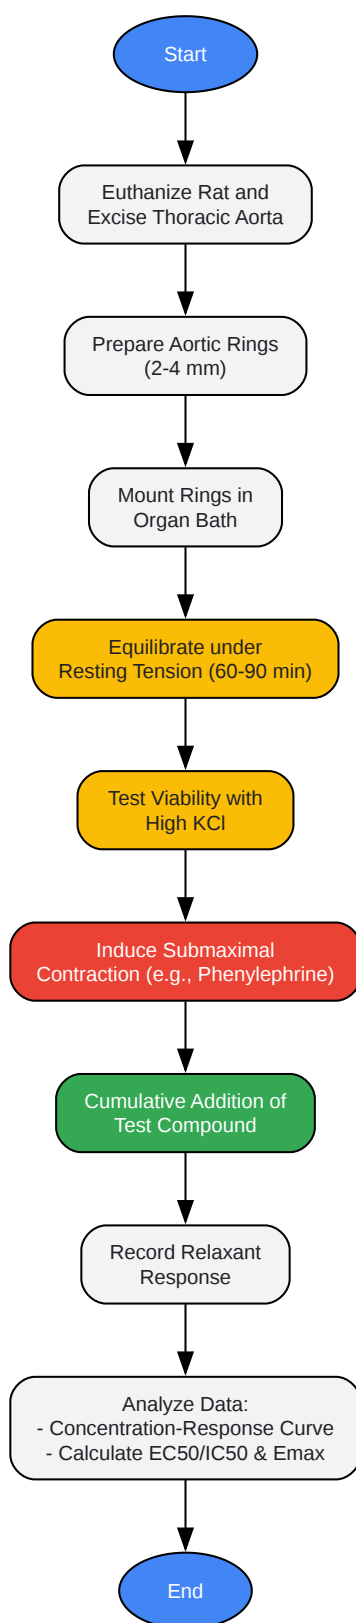 Start
Euthanize Rat and
Excise Thoracic Aorta
Prepare Aortic Rings
(2-4 mm)
Mount Rings in
Organ Bath
Equilibrate under
Resting Tension (60-90 min)
Test Viability with
High KCl
Induce Submaximal
Contraction (e.g., Phenylephrine)
Cumulative Addition of
Test Compound
Record Relaxant
Response
Analyze Data:
- Concentration-Response Curve
- Calculate EC50/IC50 & Emax
End